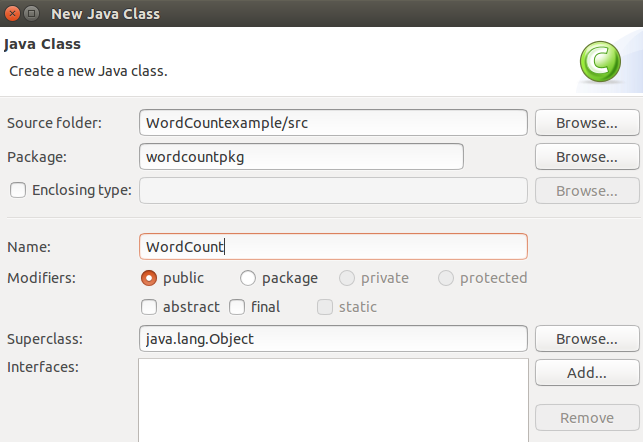 New Java Class
Java Class
Create a new Java class.
Source folder: WordCountexample/src Browse...
Package: wordcountpkg Browse...
Enclosing type: Browse...
Name: WordCount
Modifiers: public package private protected
abstract final static
Superclass: java.lang.Object Browse...
Interfaces: Add...
Remove